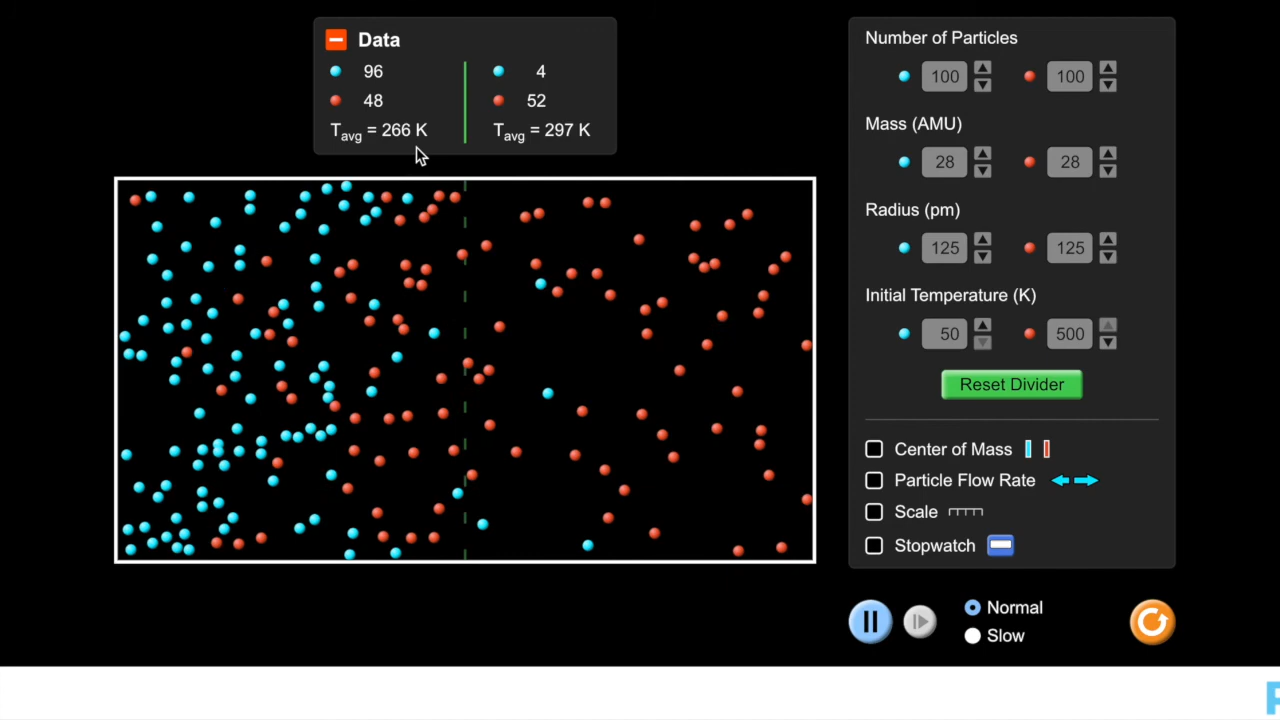 Data
96 4
48 52
Tavg = 266 K Tavg = 297 K
Number of Particles
100 100
Mass (AMU)
28 28
Radius (pm)
125 125
Initial Temperature (K)
50 500
Reset Divider
Center of Mass
Particle Flow Rate
Scale
Stopwatch
Normal
Slow